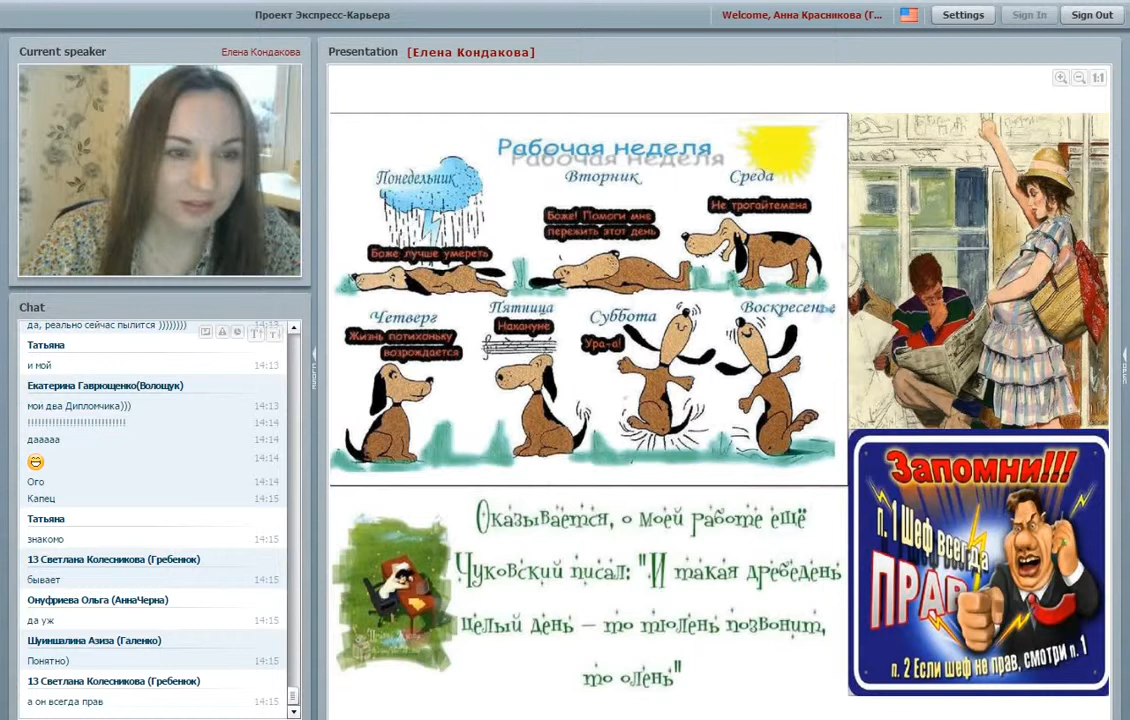 Проект Экспресс-Карьера
Welcome, Анна Красникова (Г...
Settings
Sign In
Sign Out
Current speaker
Елена Кондакова
Chat
да, реально сейчас пылится ))))))))
Татьяна
и мой 14:13
Екатерина Гаврющенко(Волощук)
мои два Дипломчика))) 14:13
!!!!!!!!!!!!!!!!!!!!!!!!!!! 14:14
дааааа 14:14
14:14
Ого 14:14
Капец 14:15
Татьяна
знакомо 14:15
13 Светлана Колесникова (Гребенюк)
бывает 14:15
Онуфриева Ольга (АннаЧерна)
да уж 14:15
Шуиншалина Азиза (Галенко)
Понятно) 14:15
13 Светлана Колесникова (Гребенюк)
а он всегда прав 14:15
Presentation [Елена Кондакова]
1:1
Рабочая неделя
Понедельник
Вторник
Среда
Боже лучше умереть
Боже! Помоги мне
пережить этот день
Не трогайтеменя
Четверг
Пятница
Суббота
Воскресенье
Жизнь потихоньку
возрождается
Накануне
Ура-а!
Оказывается, о моей работе ещё
Чуковский писал: "И такая дребедень
целый день – то тюлень позвонит,
то олень"
Запомни!!!
п. 1 Шеф всегда
ПРАВ
п. 2 Если шеф не прав, смотри п. 1